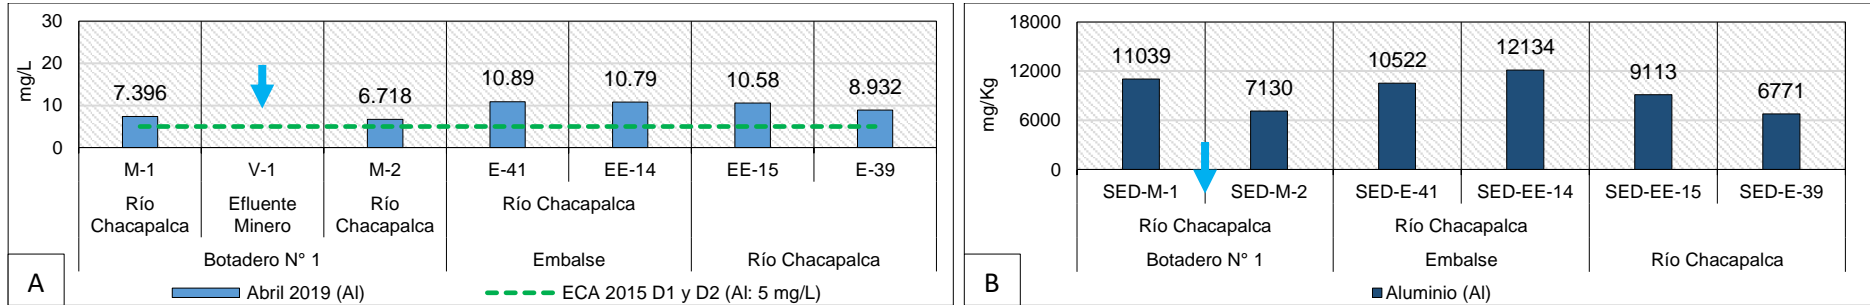 30
20
10
0
mg/L
7.396
6.718
10.89
10.79
10.58
8.932
M-1
V-1
M-2
E-41
EE-14
EE-15
E-39
Río
Chacapalca
Efluente
Minero
Río
Chacapalca
Río Chacapalca
Botadero N° 1
Embalse
Río Chacapalca
A
Abril 2019 (Al)
ECA 2015 D1 y D2 (Al: 5 mg/L)
18000
12000
6000
0
mg/Kg
11039
7130
10522
12134
9113
6771
SED-M-1
SED-M-2
SED-E-41
SED-EE-14
SED-EE-15
SED-E-39
Río Chacapalca
Río Chacapalca
Botadero N° 1
Embalse
Río Chacapalca
B
Aluminio (Al)